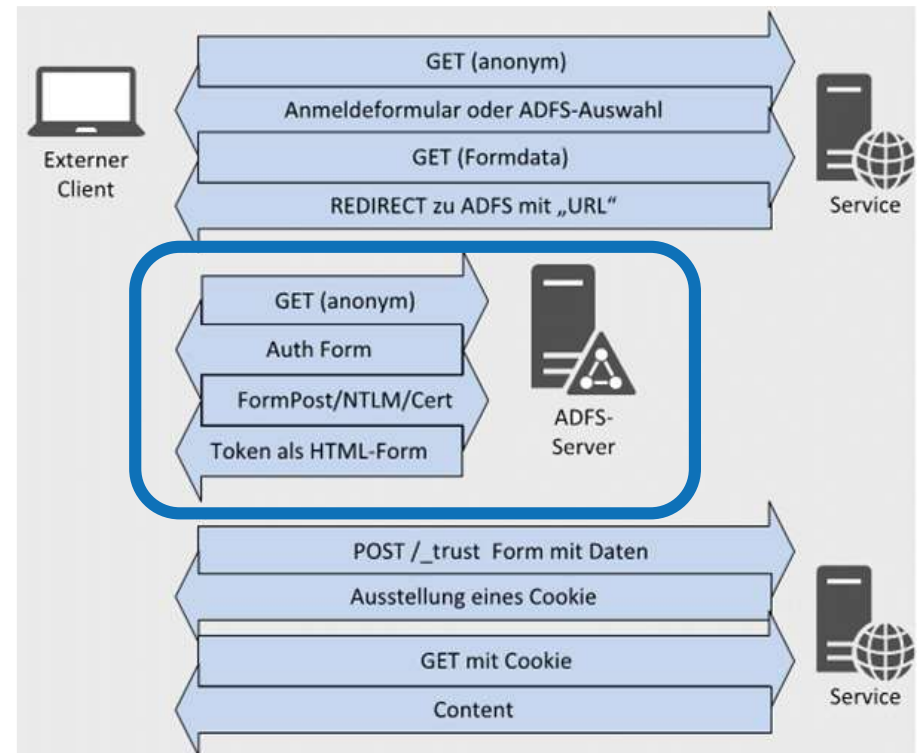 GET (anonym)
Anmeldeformular oder ADFS-Auswahl
GET (Formdata)
REDIRECT zu ADFS mit „URL“
Externer
Client
Service
GET (anonym)
Auth Form
FormPost/NTLM/Cert
Token als HTML-Form
ADFS-
Server
POST /_trust Form mit Daten
Ausstellung eines Cookie
GET mit Cookie
Content
Service